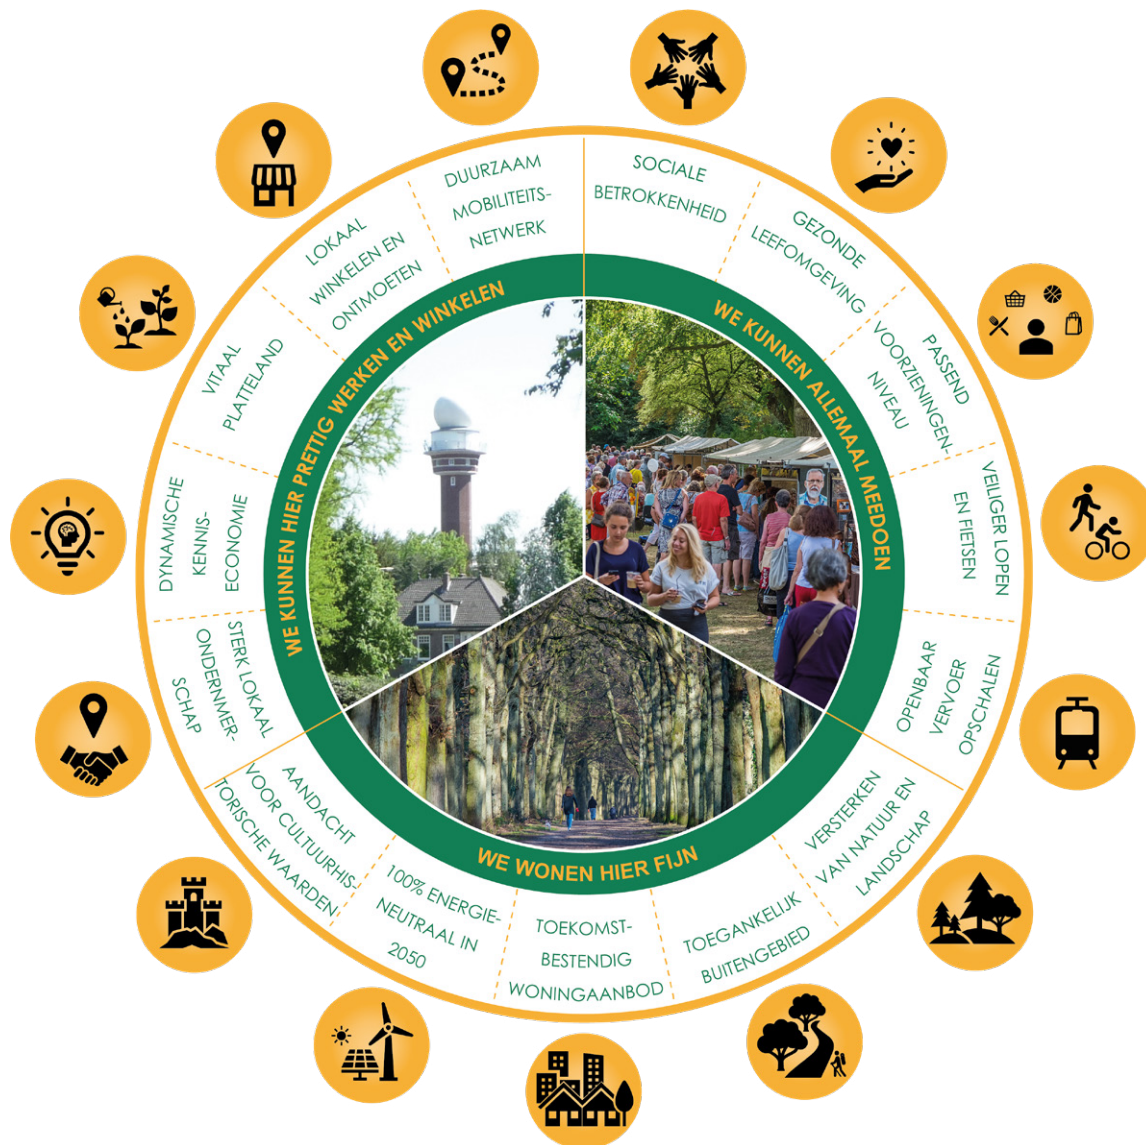 WE KUNNEN ALLEMAAL MEEDOEN
SOCIALE
BETROKKENHEID
GEZONDE
LEEFOMGEVING
PASSEND
VOORZIENINGEN-
NIVEAU
VEILIGER LOPEN
EN FIETSEN
OPENBAAR
VERVOER
OPSCHALEN
WE WONEN HIER FIJN
VERSTERKEN
VAN NATUUR EN
LANDSCHAP
TOEGANKELIJK
BUITENGEBIED
TOEKOMST-
BESTENDIG
WONINGAANBOD
100% ENERGIE-
NEUTRAAL IN
2050
AANDACHT
VOOR CULTUURHIS-
TORISCHE WAARDEN
WE KUNNEN HIER PRETTIG WERKEN EN WINKELEN
STERK LOKAAL
ONDERNMER-
SCHAP
DYNAMISCHE
KENNIS-
ECONOMIE
VITAAL
PLATTELAND
LOKAAL
WINKELEN EN
ONTMOETEN
DUURZAAM
MOBILITEITS-
NETWERK